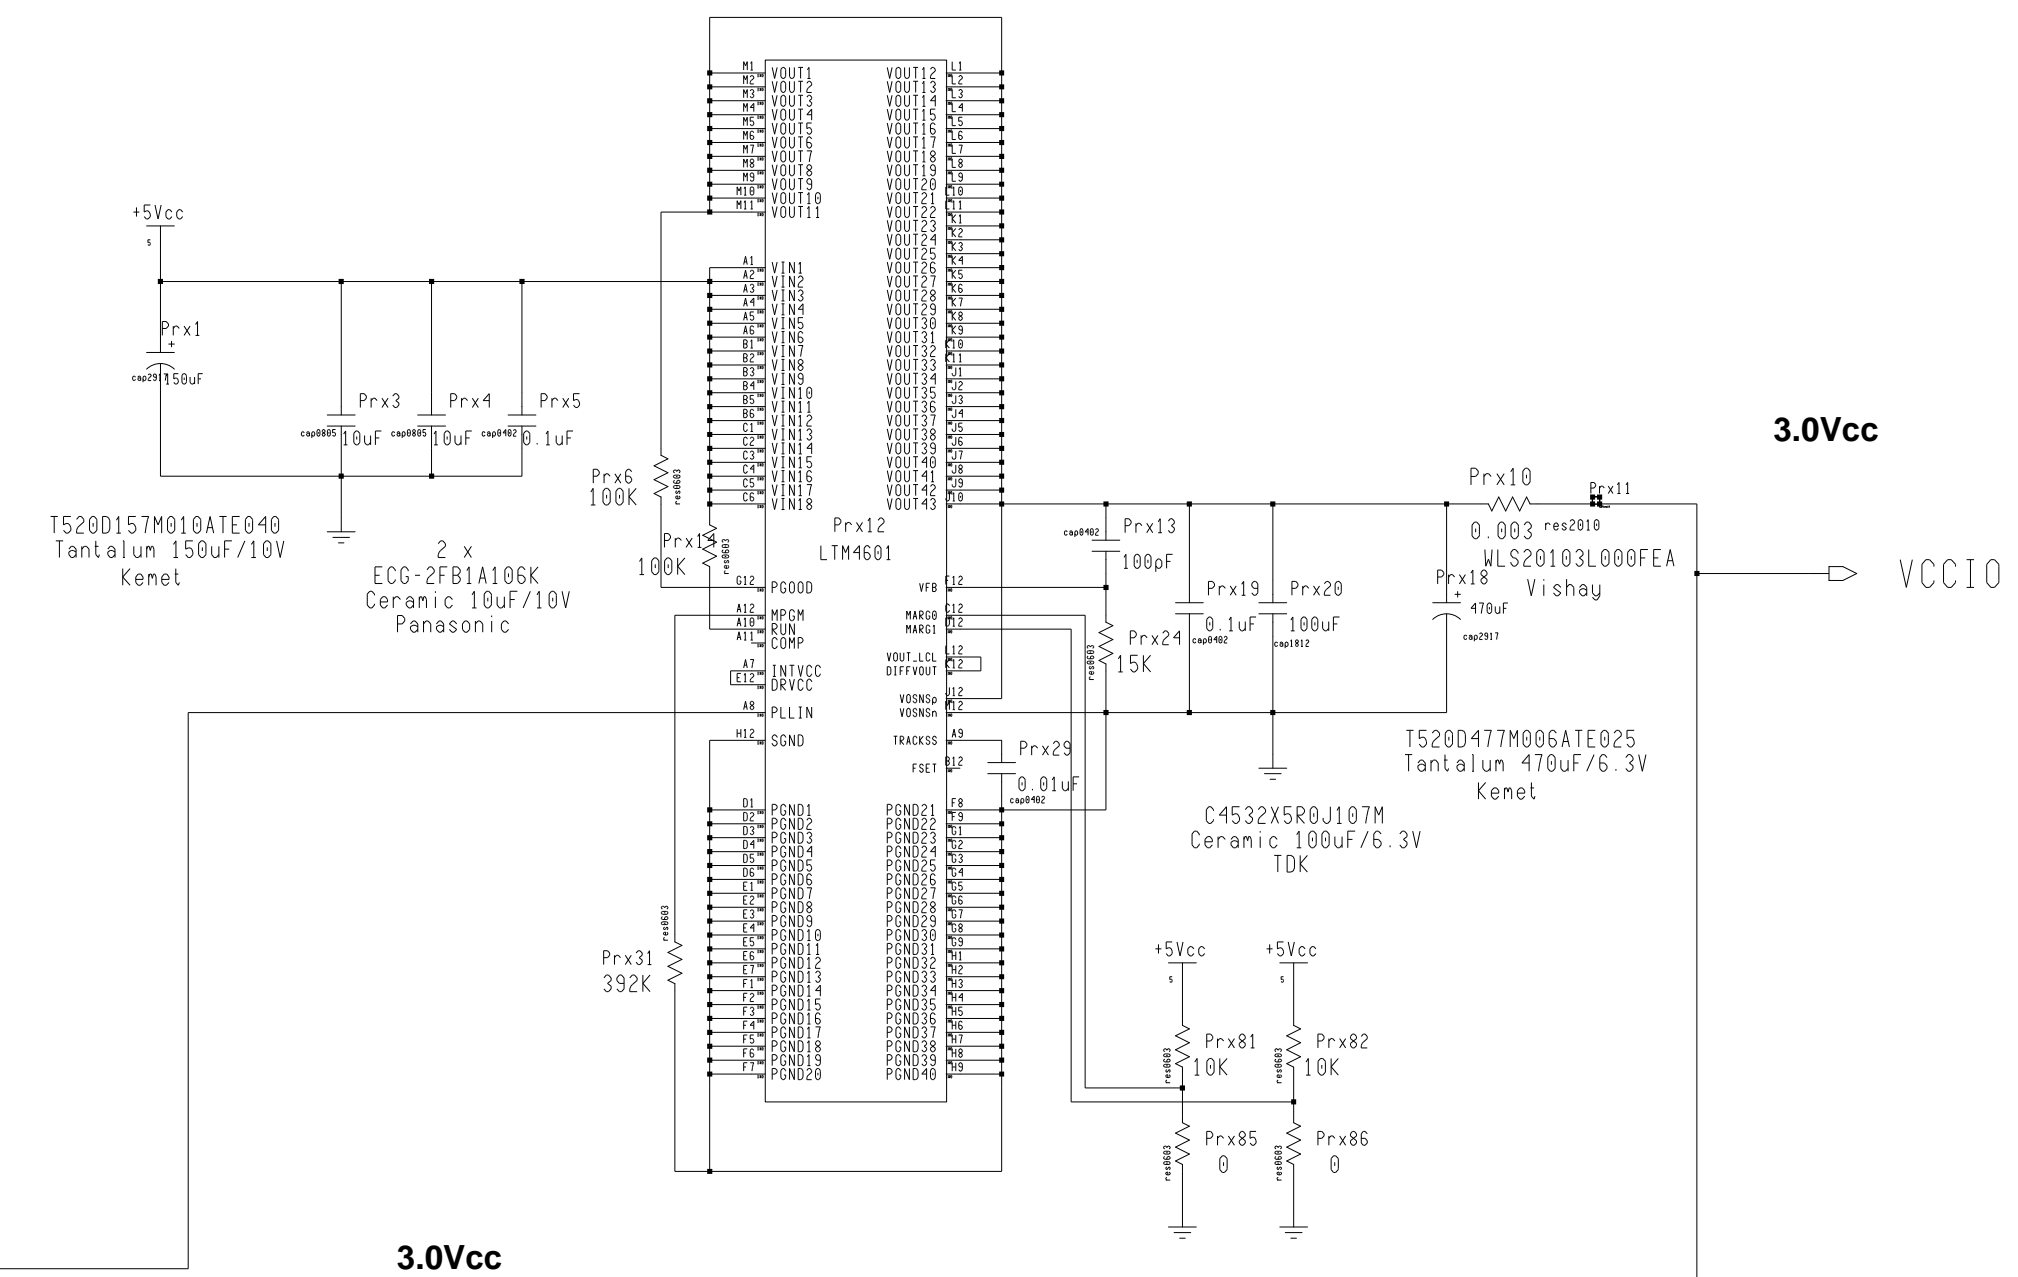 +5Vcc
5
Prx1
+
cap2917
150uF
T520D157M010ATE040
Tantalum 150uF/10V
Kemet
Prx3
cap0805
10uF
Prx4
cap0805
10uF
Prx5
cap0402
0.1uF
2 x
ECG-2FB1A106K
Ceramic 10uF/10V
Panasonic
Prx6
100K
res0603
Prx14
100K
res0603
M1 VOUT1
M2 VOUT2
M3 VOUT3
M4 VOUT4
M5 VOUT5
M6 VOUT6
M7 VOUT7
M8 VOUT8
M9 VOUT9
M10 VOUT10
M11 VOUT11
A1 VIN1
A2 VIN2
A3 VIN3
A4 VIN4
A5 VIN5
A6 VIN6
B1 VIN7
B2 VIN8
B3 VIN9
B4 VIN10
B5 VIN11
B6 VIN12
C1 VIN13
C2 VIN14
C3 VIN15
C4 VIN16
C5 VIN17
C6 VIN18
G12 PGOOD
A12 MPGM
A10 RUN
A11 COMP
A7 INTVCC
E12 DRVCC
A8 PLLIN
H12 SGND
D1 PGND1
D2 PGND2
D3 PGND3
D4 PGND4
D5 PGND5
D6 PGND6
E1 PGND7
E2 PGND8
E3 PGND9
E4 PGND10
E5 PGND11
E6 PGND12
E7 PGND13
F1 PGND14
F2 PGND15
F3 PGND16
F4 PGND17
F5 PGND18
F6 PGND19
F7 PGND20
Prx12
LTM4601
VOUT12 L1
VOUT13 L2
VOUT14 L3
VOUT15 L4
VOUT16 L5
VOUT17 L6
VOUT18 L7
VOUT19 L8
VOUT20 L9
VOUT21 L10
VOUT22 L11
VOUT23 K1
VOUT24 K2
VOUT25 K3
VOUT26 K4
VOUT27 K5
VOUT28 K6
VOUT29 K7
VOUT30 K8
VOUT31 K9
VOUT32 K10
VOUT33 K11
VOUT34 J1
VOUT35 J2
VOUT36 J3
VOUT37 J4
VOUT38 J5
VOUT39 J6
VOUT40 J7
VOUT41 J8
VOUT42 J9
VOUT43 J10
VFB F12
MARG0 C12
MARG1 D12
VOUT_LCL L12
DIFFVOUT K12
VOSNSp J12
VOSNSn M12
TRACKSS A9
FSET B12
PGND21 F8
PGND22 F9
PGND23 G1
PGND24 G2
PGND25 G3
PGND26 G4
PGND27 G5
PGND28 G6
PGND29 G7
PGND30 G8
PGND31 G9
PGND32 H1
PGND33 H2
PGND34 H3
PGND35 H4
PGND36 H5
PGND37 H6
PGND38 H7
PGND39 H8
PGND40 H9
Prx31
392K
res0603
Prx29
0.01uF
cap0402
Prx13
cap0402
100pF
Prx24
15K
res0603
Prx19
0.1uF
cap0402
Prx20
100uF
cap1812
Prx18
+
470uF
cap2917
3.0Vcc
Prx10
0.003
res2010
Prx11
WLS20103L000FEA
Vishay
VCCIO
T520D477M006ATE025
Tantalum 470uF/6.3V
Kemet
C4532X5R0J107M
Ceramic 100uF/6.3V
TDK
+5Vcc
5
+5Vcc
5
Prx81
10K
res0603
Prx82
10K
res0603
Prx85
0
res0603
Prx86
0
res0603
3.0Vcc